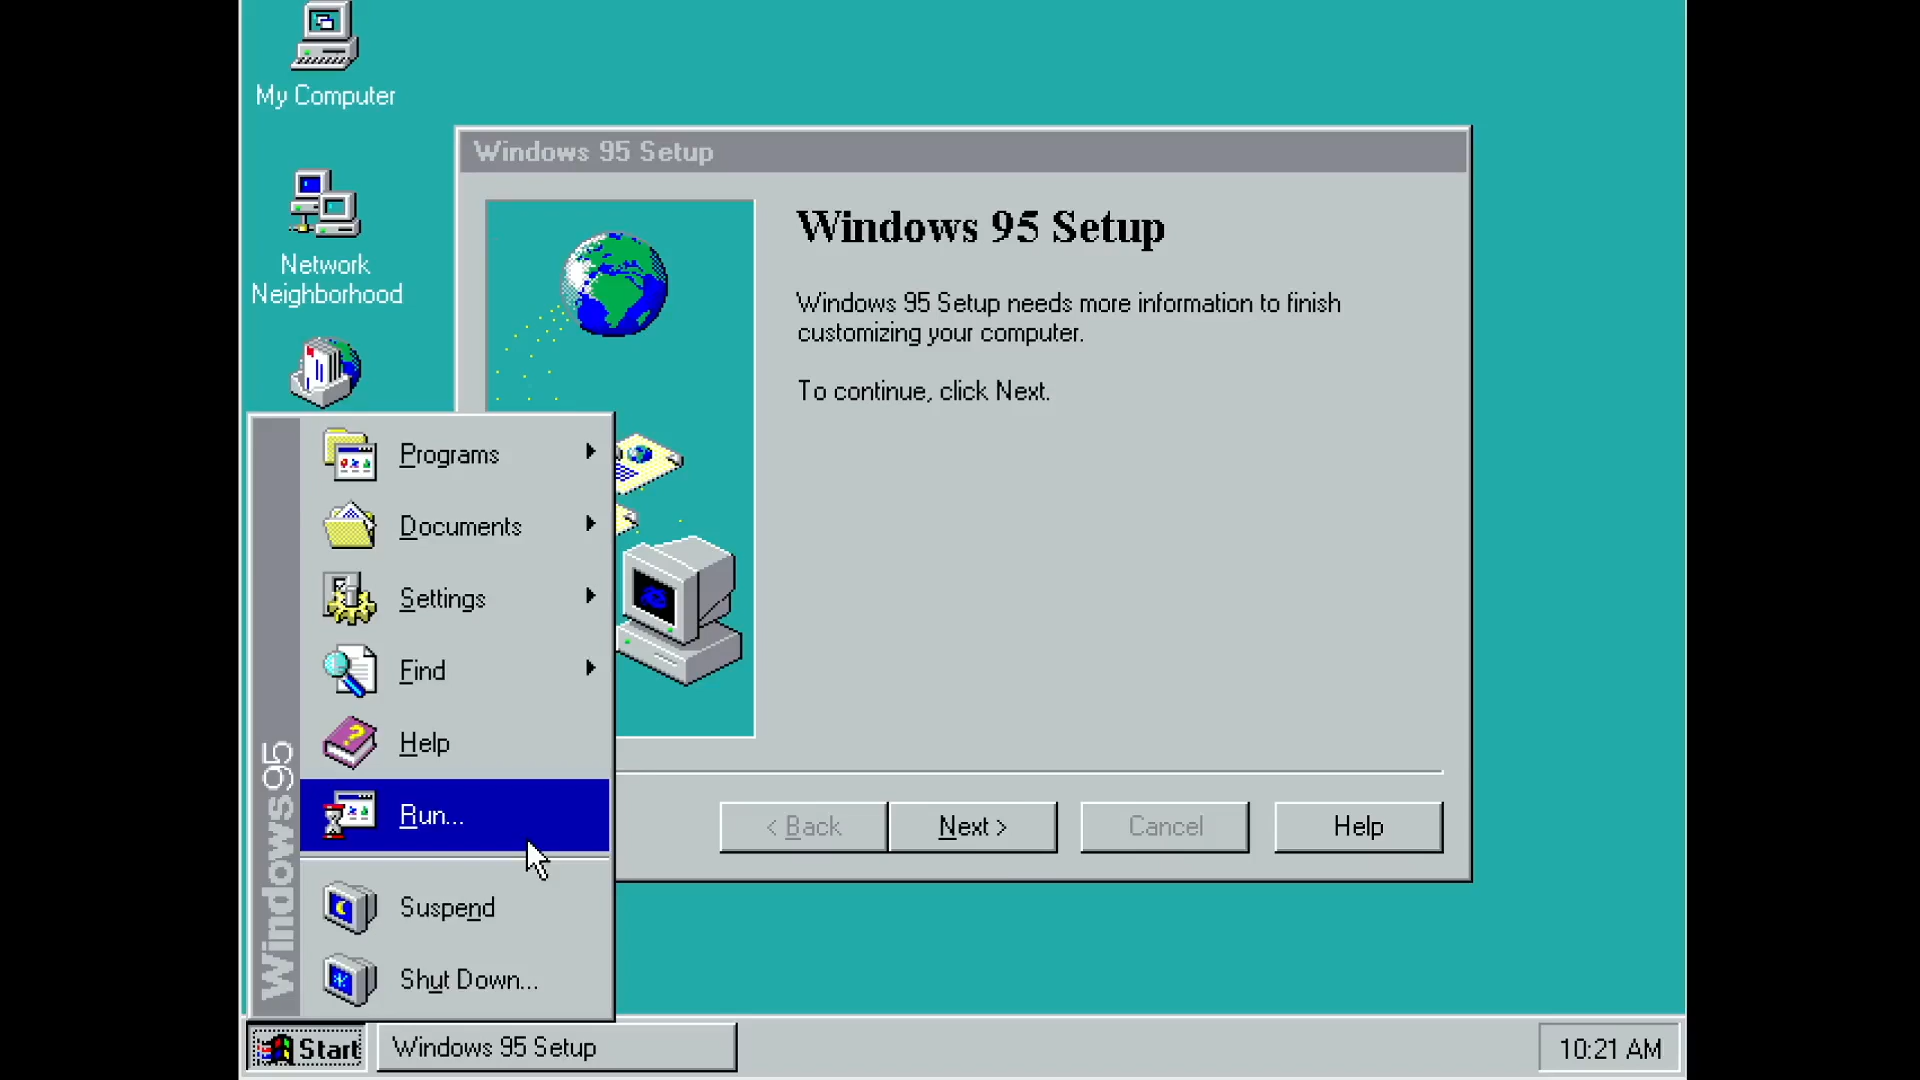 My Computer
Network
Neighborhood
Windows 95 Setup
Windows 95 Setup
Windows 95 Setup needs more information to finish
customizing your computer.
To continue, click Next.
< Back
Next >
Cancel
Help
Programs
Documents
Settings
Find
Help
Run...
Suspend
Shut Down...
Windows95
Start
Windows 95 Setup
10:21 AM